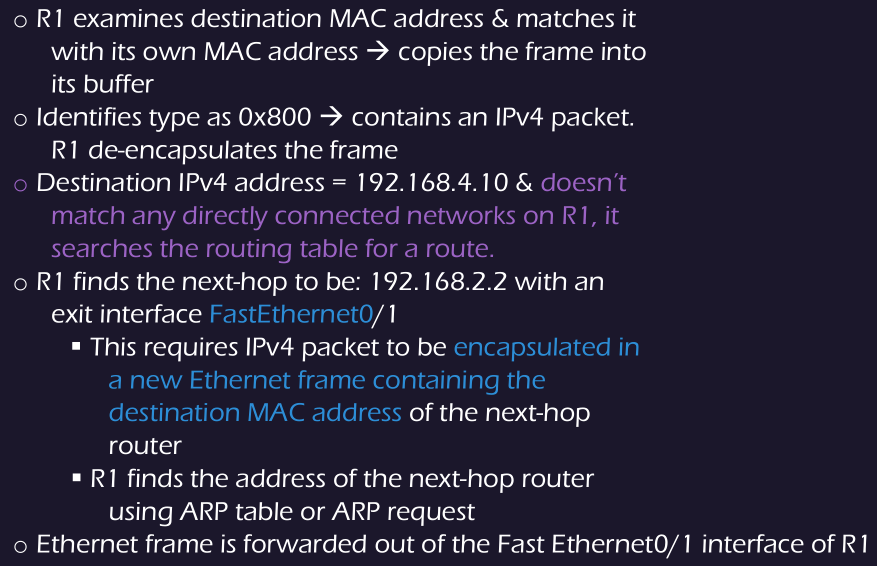 ○ R1 examines destination MAC address & matches it
with its own MAC address → copies the frame into
its buffer
○ Identifies type as 0x800 → contains an IPv4 packet.
R1 de-encapsulates the frame
○ Destination IPv4 address = 192.168.4.10 & doesn't
match any directly connected networks on R1, it
searches the routing table for a route.
○ R1 finds the next-hop to be: 192.168.2.2 with an
exit interface FastEthernet0/1
▪ This requires IPv4 packet to be encapsulated in
a new Ethernet frame containing the
destination MAC address of the next-hop
router
▪ R1 finds the address of the next-hop router
using ARP table or ARP request
○ Ethernet frame is forwarded out of the Fast Ethernet0/1 interface of R1